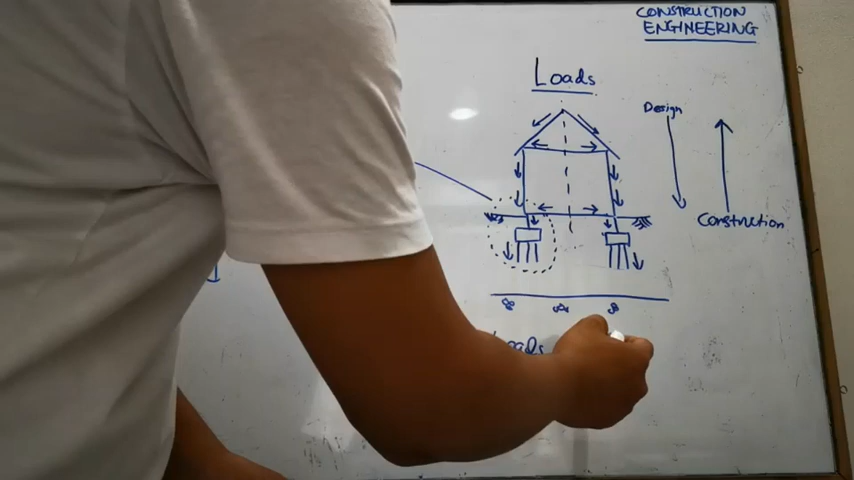 CONSTRUCTION
ENGINEERING
Loads
Design
Construction